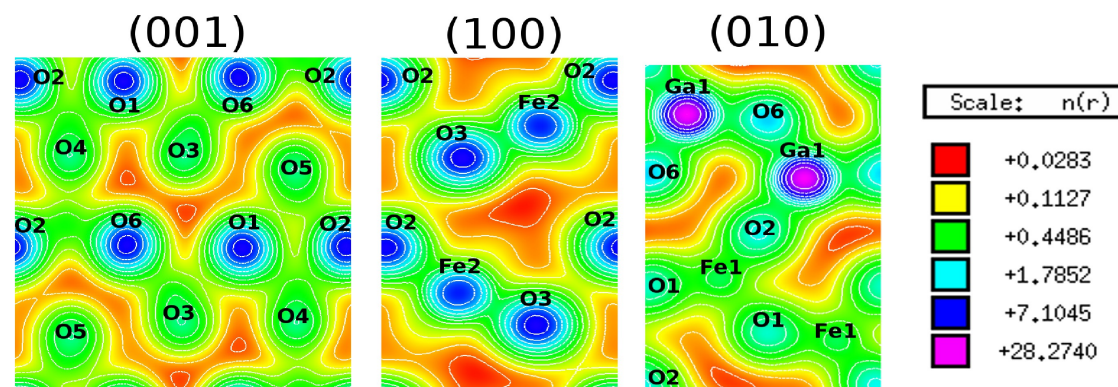 (001)
(100)
(010)
O2
O1
O6
O2
O4
O3
O5
O2
O6
O1
O2
O5
O3
O4
O2
O2
Fe2
O3
O2
O2
Fe2
O3
Ga1
O6
Ga1
O6
O2
Fe1
O1
O1
Fe1
O2
Scale: n(r)
+0.0283
+0.1127
+0.4486
+1.7852
+7.1045
+28.2740